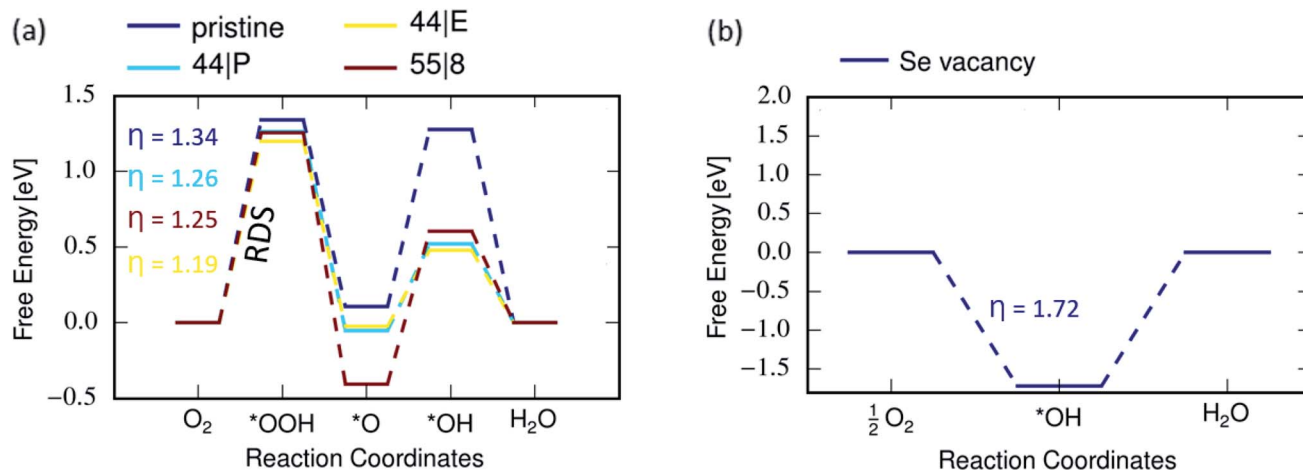 (a)
pristine
44|E
44|P
55|8
1.5
1.0
0.5
0.0
−0.5
Free Energy [eV]
η = 1.34
η = 1.26
η = 1.25
η = 1.19
RDS
O₂
*OOH
*O
*OH
H₂O
Reaction Coordinates
(b)
Se vacancy
2.0
1.5
1.0
0.5
0.0
−0.5
−1.0
−1.5
Free Energy [eV]
η = 1.72
½ O₂
*OH
H₂O
Reaction Coordinates